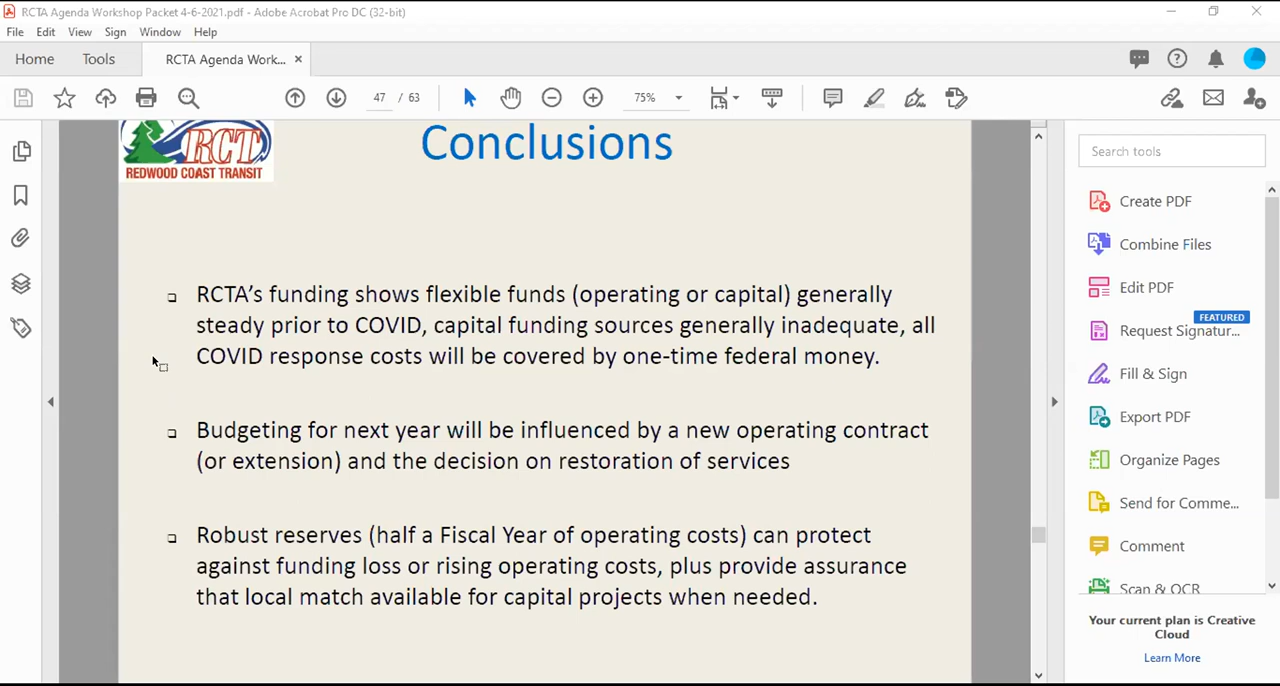 RCTA Agenda Workshop Packet 4-6-2021.pdf - Adobe Acrobat Pro DC (32-bit)
File Edit View Sign Window Help
Home Tools RCTA Agenda Work... ×
47 / 63 75%
RCT
REDWOOD COAST TRANSIT
Conclusions
RCTA's funding shows flexible funds (operating or capital) generally
steady prior to COVID, capital funding sources generally inadequate, all
COVID response costs will be covered by one-time federal money.
Budgeting for next year will be influenced by a new operating contract
(or extension) and the decision on restoration of services
Robust reserves (half a Fiscal Year of operating costs) can protect
against funding loss or rising operating costs, plus provide assurance
that local match available for capital projects when needed.
Search tools
Create PDF
Combine Files
Edit PDF
FEATURED
Request Signatur...
Fill & Sign
Export PDF
Organize Pages
Send for Comme...
Comment
Scan & OCR
Your current plan is Creative
Cloud
Learn More